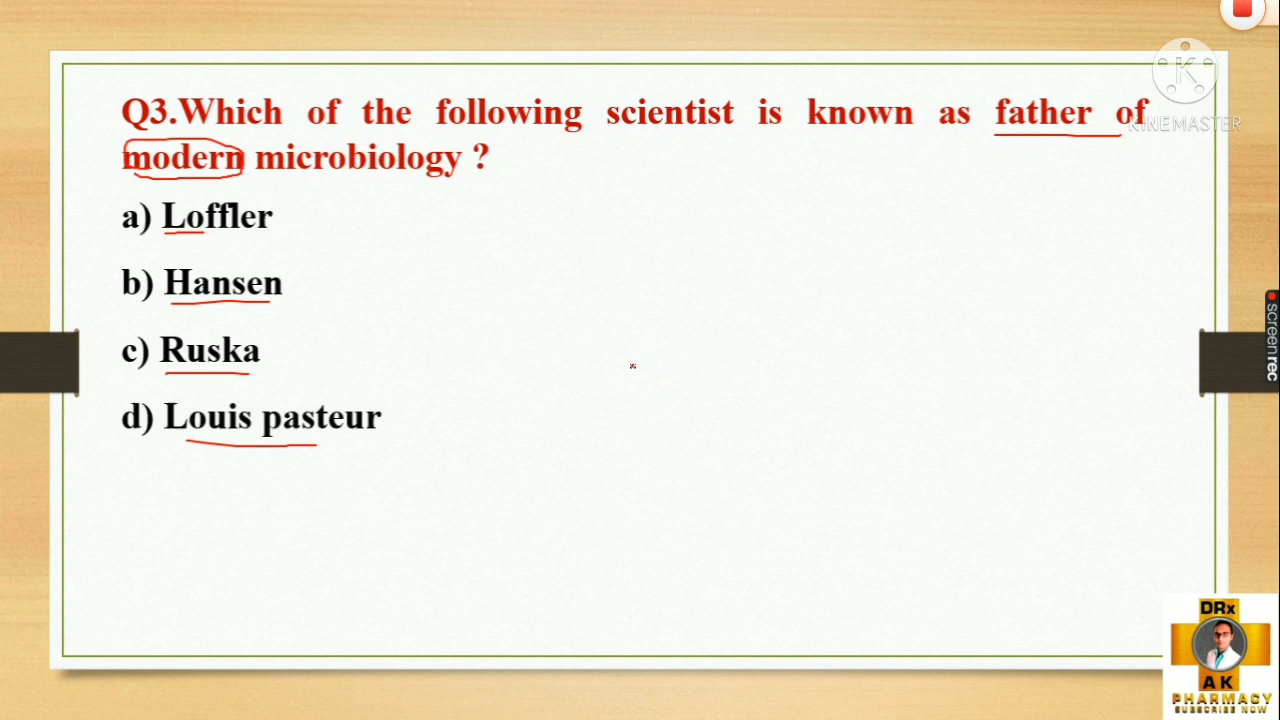 Q3.Which of the following scientist is known as father of
modern microbiology ?
a) Loffler
b) Hansen
c) Ruska
d) Louis pasteur
K
KINEMASTER
screenrec
DRx
AK
PHARMACY
SUBSCRIBE NOW